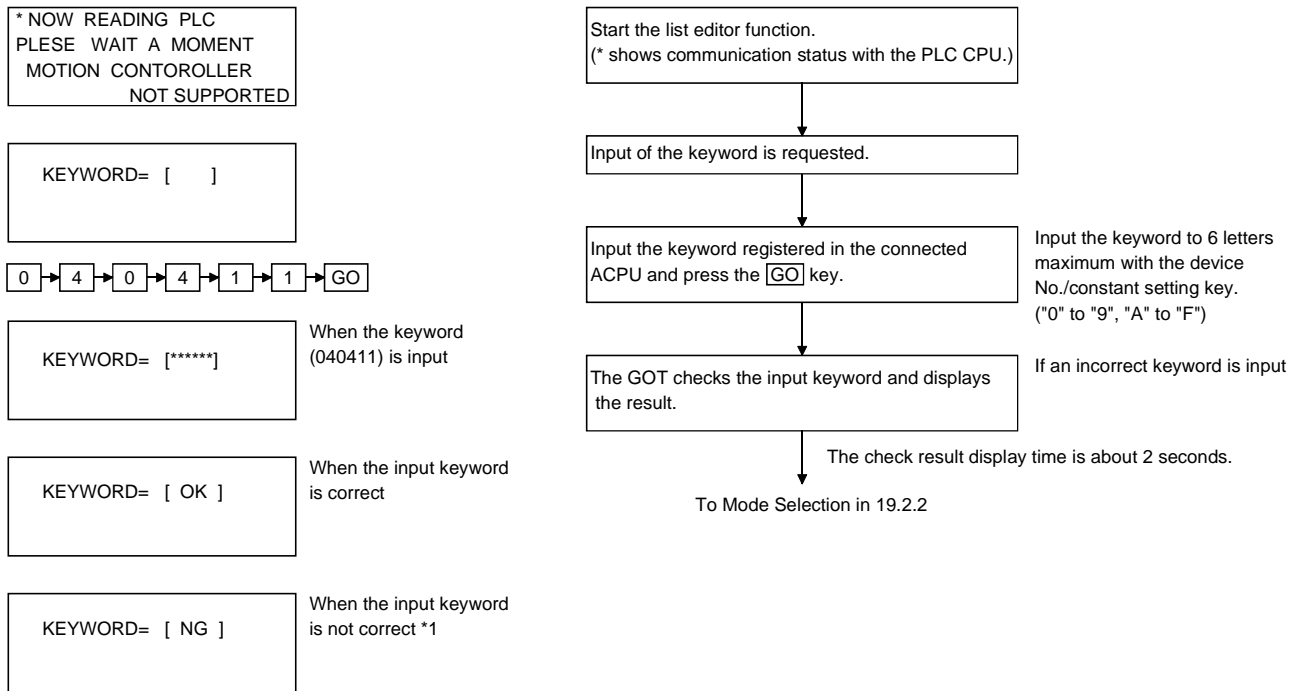 * NOW READING PLC
PLESE WAIT A MOMENT
MOTION CONTOROLLER
NOT SUPPORTED
KEYWORD= [ ]
0 4 0 4 1 1 GO
KEYWORD= [******]
When the keyword
(040411) is input
KEYWORD= [ OK ]
When the input keyword
is correct
KEYWORD= [ NG ]
When the input keyword
is not correct *1
Start the list editor function.
(* shows communication status with the PLC CPU.)
Input of the keyword is requested.
Input the keyword registered in the connected
ACPU and press the GO key.
Input the keyword to 6 letters
maximum with the device
No./constant setting key.
("0" to "9", "A" to "F")
The GOT checks the input keyword and displays
the result.
If an incorrect keyword is input
The check result display time is about 2 seconds.
To Mode Selection in 19.2.2